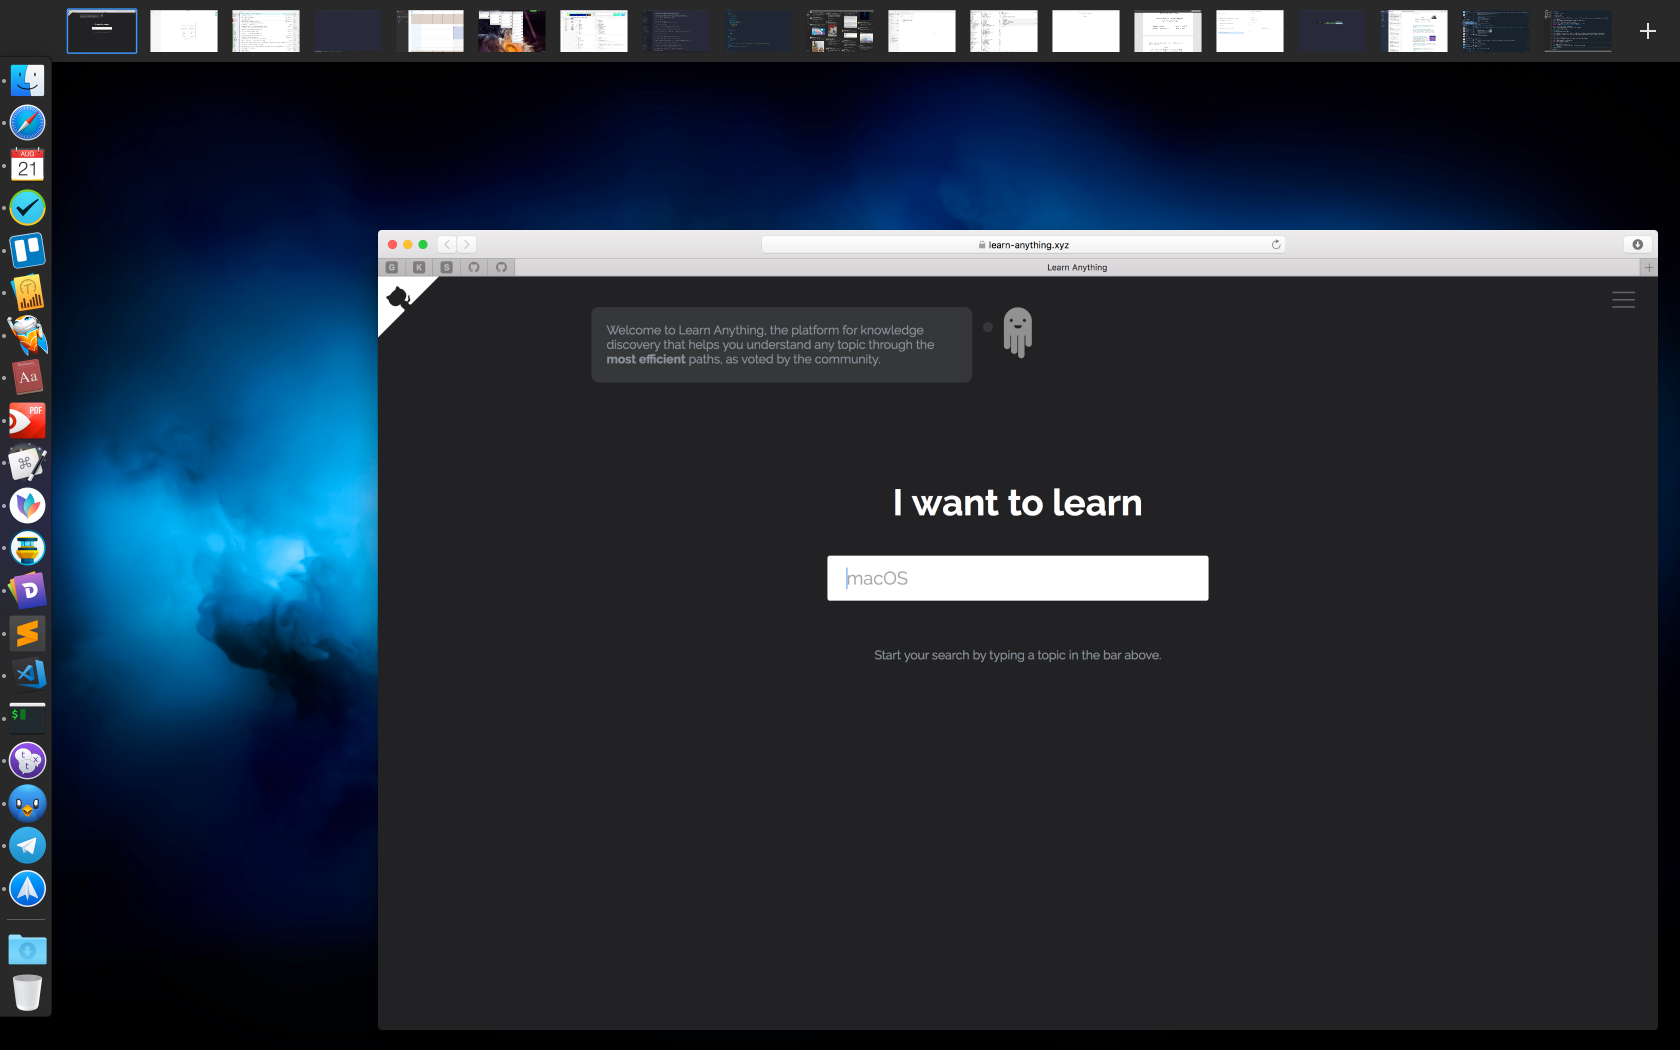 AUG
21
Aa
PDF
$
learn-anything.xyz
G
K
S
Learn Anything
Welcome to Learn Anything, the platform for knowledge
discovery that helps you understand any topic through the
most efficient paths, as voted by the community.
I want to learn
macOS
Start your search by typing a topic in the bar above.